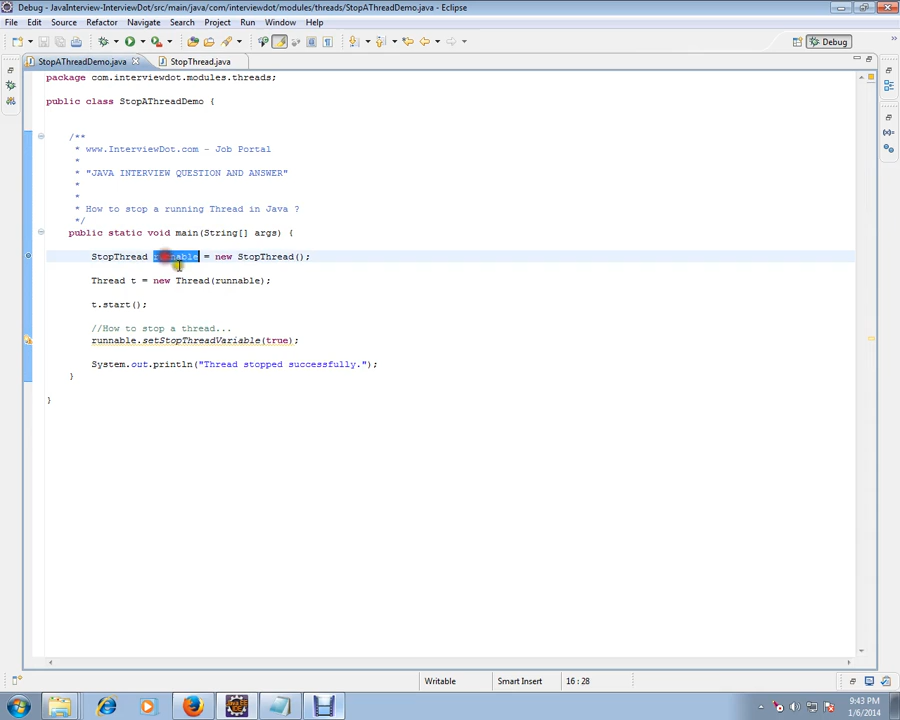 Debug - JavaInterview-InterviewDot/src/main/java/com/interviewdot/modules/threads/StopAThreadDemo.java - Eclipse
File Edit Source Refactor Navigate Search Project Run Window Help
Debug
StopAThreadDemo.java StopThread.java
package com.interviewdot.modules.threads;
public class StopAThreadDemo {
/**
* www.InterviewDot.com - Job Portal
*
* "JAVA INTERVIEW QUESTION AND ANSWER"
*
*
* How to stop a running Thread in Java ?
*/
public static void main(String[] args) {
StopThread runnable = new StopThread();
Thread t = new Thread(runnable);
t.start();
//How to stop a thread...
runnable.setStopThreadVariable(true);
System.out.println("Thread stopped successfully.");
}
}
Writable Smart Insert 16 : 28
9:43 PM
1/6/2014